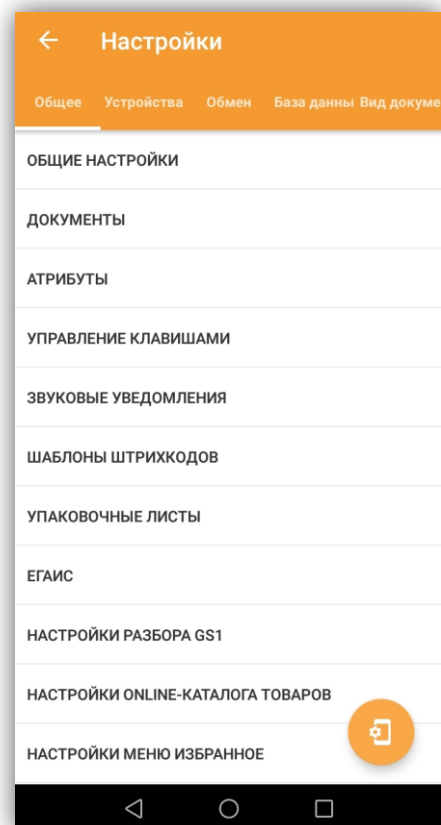 Настройки
Общее Устройства Обмен База данны Вид докуме
ОБЩИЕ НАСТРОЙКИ
ДОКУМЕНТЫ
АТРИБУТЫ
УПРАВЛЕНИЕ КЛАВИШАМИ
ЗВУКОВЫЕ УВЕДОМЛЕНИЯ
ШАБЛОНЫ ШТРИХКОДОВ
УПАКОВОЧНЫЕ ЛИСТЫ
ЕГАИС
НАСТРОЙКИ РАЗБОРА GS1
НАСТРОЙКИ ONLINE-КАТАЛОГА ТОВАРОВ
НАСТРОЙКИ МЕНЮ ИЗБРАННОЕ